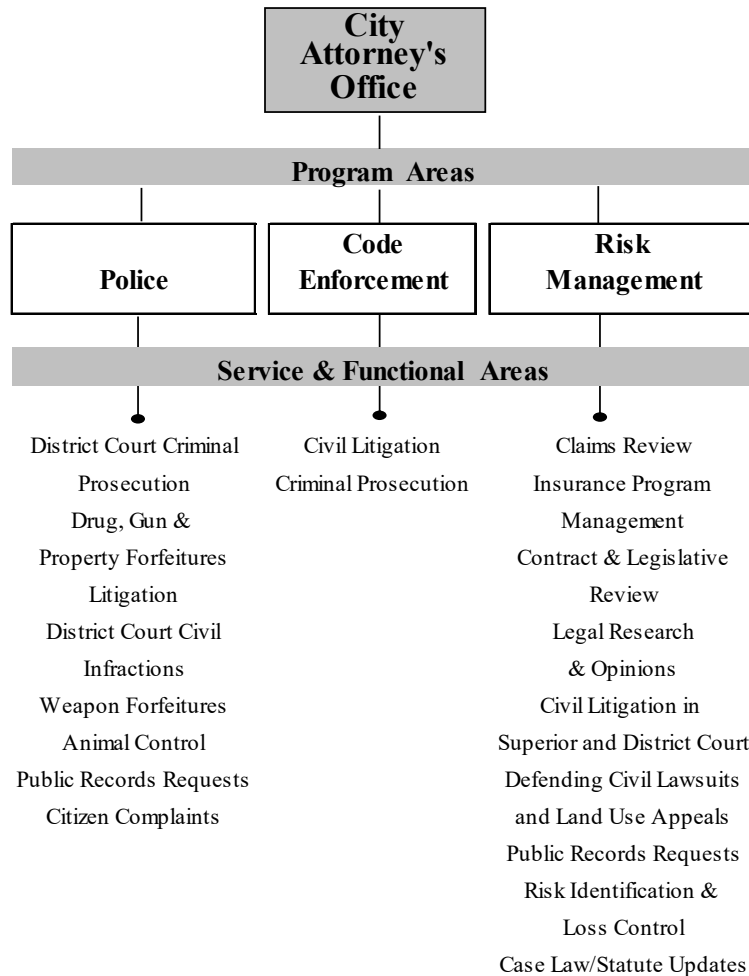 City
Attorney's
Office
Program Areas
Police
Code
Enforcement
Risk
Management
Service & Functional Areas
District Court Criminal
Prosecution
Drug, Gun &
Property Forfeitures
Litigation
District Court Civil
Infractions
Weapon Forfeitures
Animal Control
Public Records Requests
Citizen Complaints
Civil Litigation
Criminal Prosecution
Claims Review
Insurance Program
Management
Contract & Legislative
Review
Legal Research
& Opinions
Civil Litigation in
Superior and District Court
Defending Civil Lawsuits
and Land Use Appeals
Public Records Requests
Risk Identification &
Loss Control
Case Law/Statute Updates